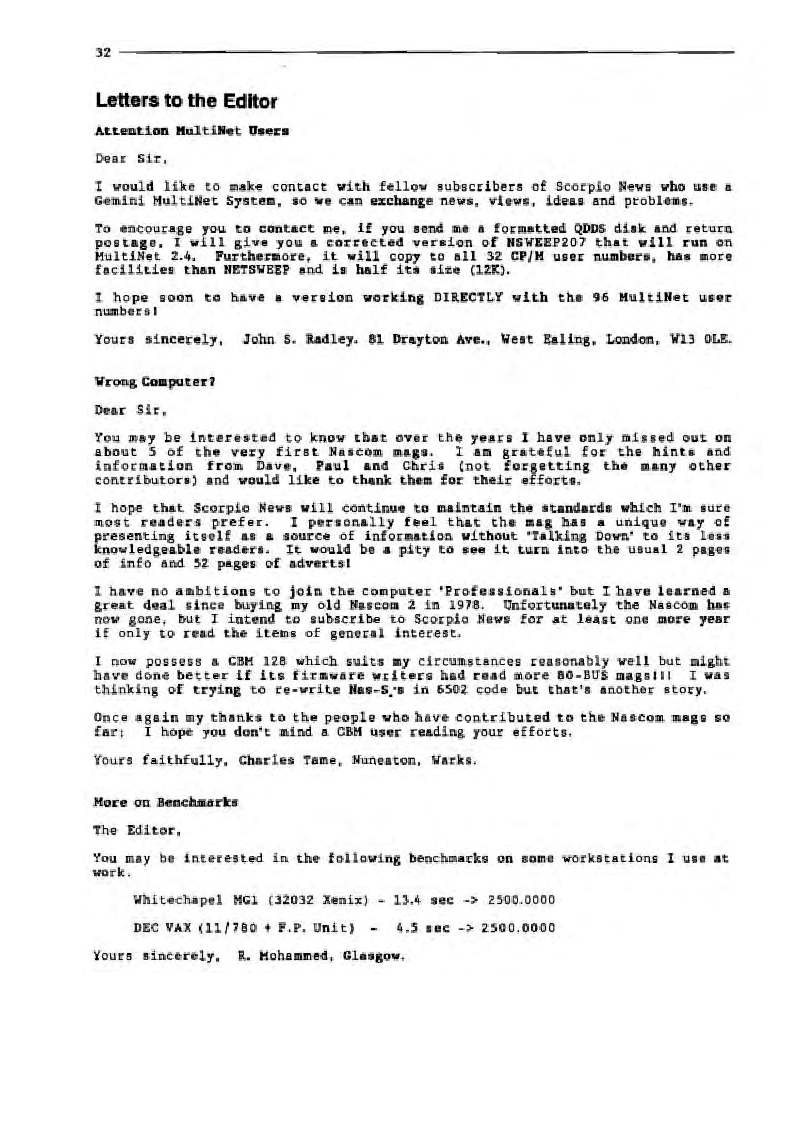 32
Letters to the Editor
Attention MultiNet Users
Dear Sir,
I would like to make contact with fellow subscribers of Scorpio News who use a
Gemini MultiNet System, so we can exchange news, views, ideas and problems.
To encourage you to contact me, if you send me a formatted QDDS disk and return
postage, I will give you a corrected version of NSWEEP207 that will run on
MultiNet 2.4. Furthermore, it will copy to all 32 CP/M user numbers, has more
facilities than NETSWEEP and is half its size (12K).
I hope soon to have a version working DIRECTLY with the 96 MultiNet user
numbers!
Yours sincerely, John S. Radley. 81 Drayton Ave., West Ealing, London, W13 0LE.
Wrong Computer?
Dear Sir,
You may be interested to know that over the years I have only missed out on
about 5 of the very first Nascom mags. I am grateful for the hints and
information from Dave, Paul and Chris (not forgetting the many other
contributors) and would like to thank them for their efforts.
I hope that Scorpio News will continue to maintain the standards which I'm sure
most readers prefer. I personally feel that the mag has a unique way of
presenting itself as a source of information without 'Talking Down' to its less
knowledgeable readers. It would be a pity to see it turn into the usual 2 pages
of info and 52 pages of adverts!
I have no ambitions to join the computer 'Professionals' but I have learned a
great deal since buying my old Nascom 2 in 1978. Unfortunately the Nascom has
now gone, but I intend to subscribe to Scorpio News for at least one more year
if only to read the items of general interest.
I now possess a CBM 128 which suits my circumstances reasonably well but might
have done better if its firmware writers had read more 80-BUS mags!!! I was
thinking of trying to re-write Nas-Sys in 6502 code but that's another story.
Once again my thanks to the people who have contributed to the Nascom mags so
far; I hope you don't mind a CBM user reading your efforts.
Yours faithfully, Charles Tame, Nuneaton, Warks.
More on Benchmarks
The Editor,
You may be interested in the following benchmarks on some workstations I use at
work.
Whitechapel MG1 (32032 Xenix) - 13.4 sec -> 2500.0000
DEC VAX (11/780 + F.P. Unit) - 4.5 sec -> 2500.0000
Yours sincerely, R. Mohammed, Glasgow.